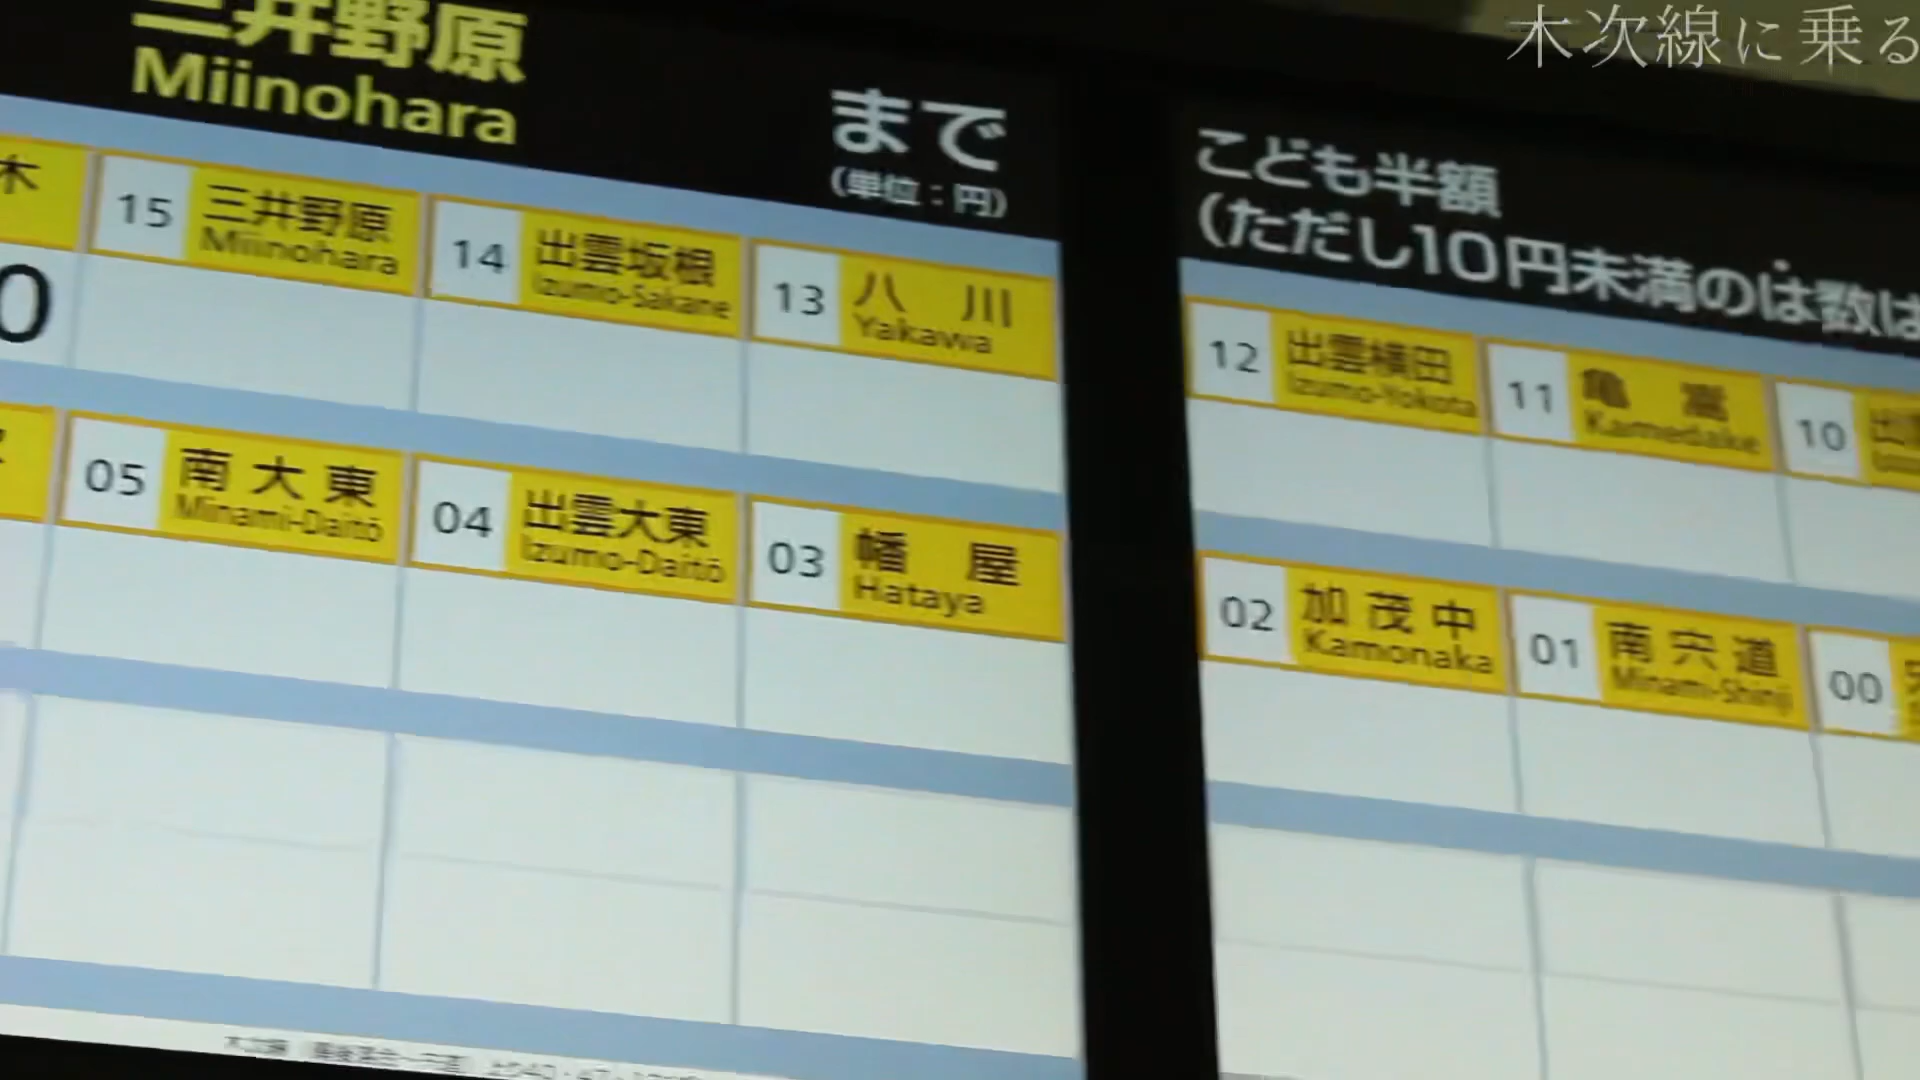 木次線に乗る
三井野原
Miinohara
まで
(単位:円)
こども半額
(ただし10円未満のは数は
木
15 三井野原
Miinohara
14 出雲坂根
Izumo-Sakane
13 八川
Yakawa
12 出雲横田
Izumo-Yokota
11 亀嵩
Kamedake
10 出
0
05 南大東
Minami-Daitō
04 出雲大東
Izumo-Daitō
03 幡屋
Hataya
02 加茂中
Kamonaka
01 南宍道
Minami-Shinji
00